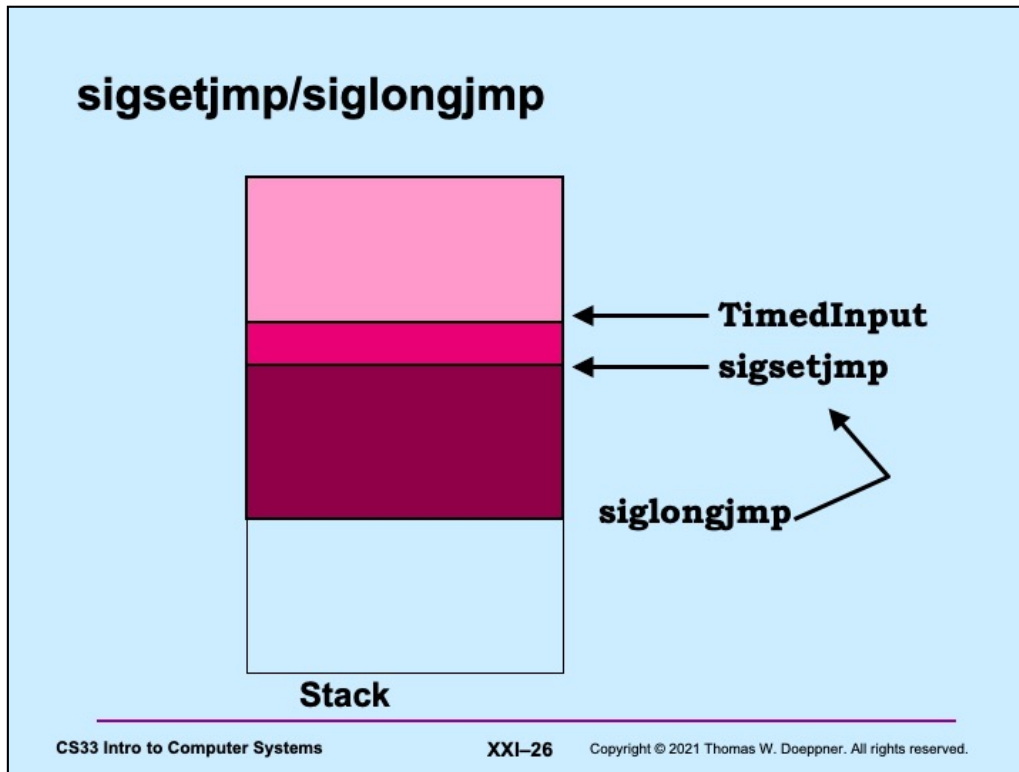 sigsetjmp/siglongjmp
TimedInput
sigsetjmp
siglongjmp
Stack
CS33 Intro to Computer Systems XXI–26 Copyright © 2021 Thomas W. Doeppner. All rights reserved.